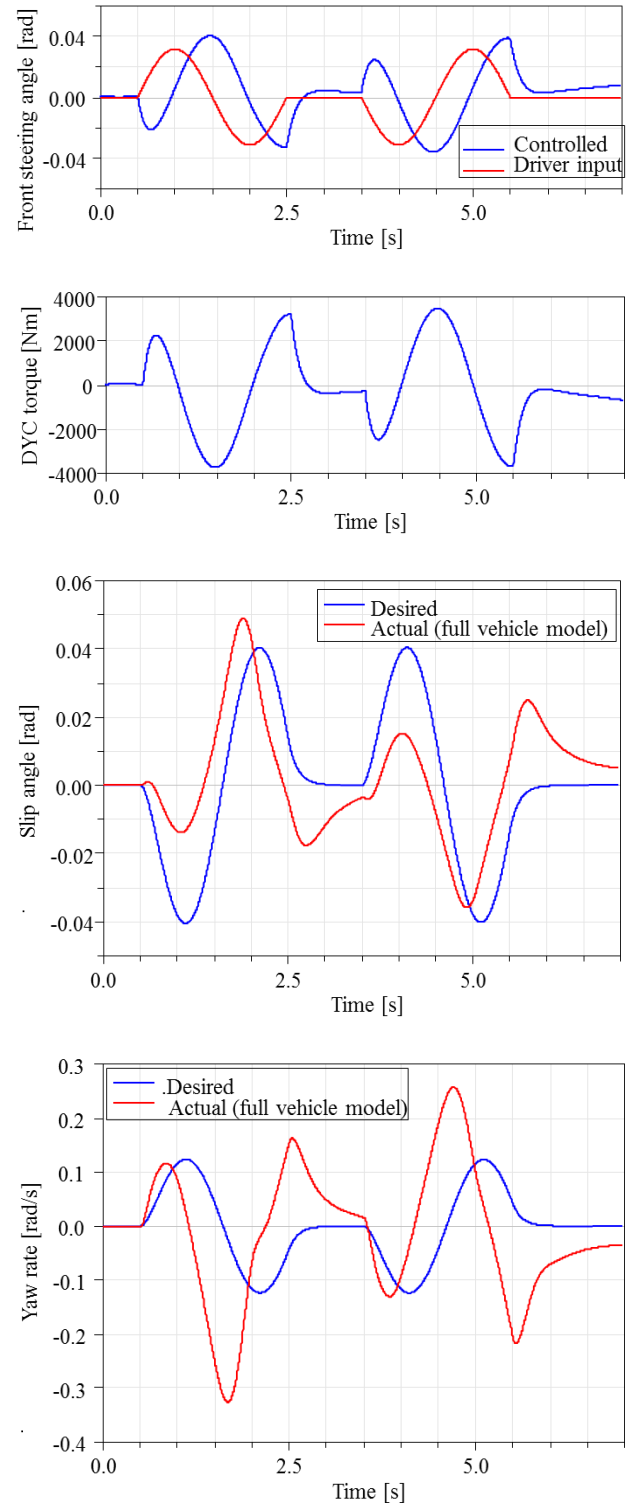 Front steering angle [rad]
0.04
0.00
-0.04
Controlled
Driver input
0.0
2.5
5.0
Time [s]
DYC torque [Nm]
4000
2000
0
-2000
-4000
0.0
2.5
5.0
Time [s]
Slip angle [rad]
0.06
0.04
0.02
0.00
-0.02
-0.04
Desired
Actual (full vehicle model)
.
0.0
2.5
5.0
Time [s]
Yaw rate [rad/s]
0.3
0.2
0.1
0.0
-0.1
-0.2
-0.3
-0.4
.Desired
Actual (full vehicle model)
.
0.0
2.5
5.0
Time [s]